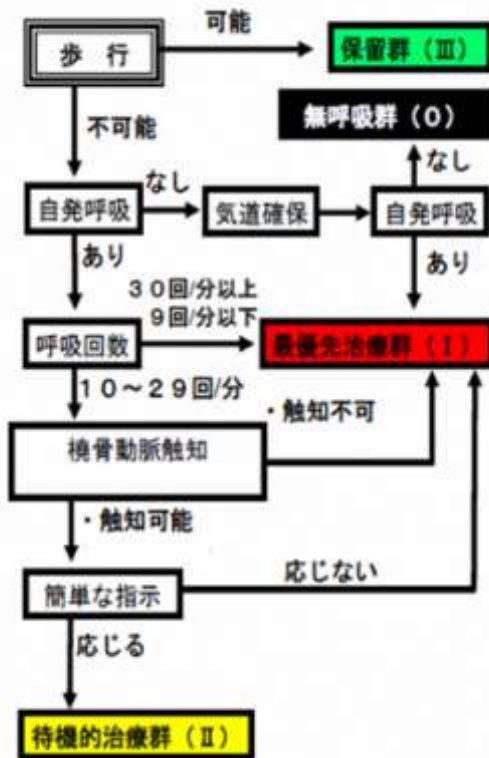 可能
歩 行
保留群（Ⅲ）
無呼吸群（０）
不可能
なし
なし
自発呼吸
気道確保
自発呼吸
あり
あり
３０回/分以上
９回/分以下
呼吸回数
最優先治療群（Ⅰ）
１０～２９回/分
・触知不可
橈骨動脈触知
・触知可能
応じない
簡単な指示
応じる
待機的治療群（Ⅱ）